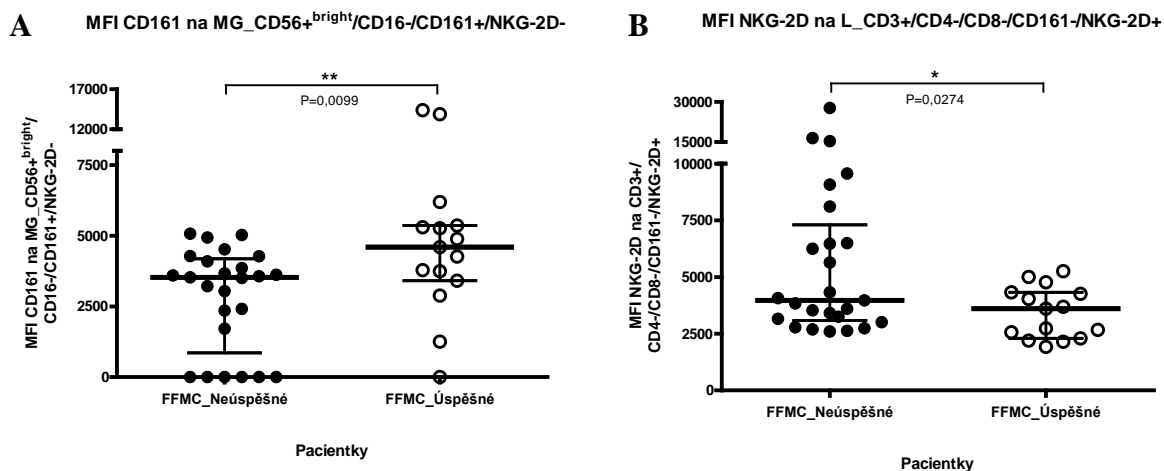 A
MFI CD161 na MG_CD56+bright/CD16-/CD161+/NKG-2D-
**
P=0,0099
17000
12000
7500
5000
2500
0
MFI CD161 na MG_CD56+bright/
CD16-/CD161+/NKG-2D-
FFMC_Neúspěšné
FFMC_Úspěšné
Pacientky
B
MFI NKG-2D na L_CD3+/CD4-/CD8-/CD161-/NKG-2D+
*
P=0,0274
30000
15000
10000
7500
5000
2500
0
MFI NKG-2D na CD3+/
CD4-/CD8-/CD161-/NKG-2D+
FFMC_Neúspěšné
FFMC_Úspěšné
Pacientky